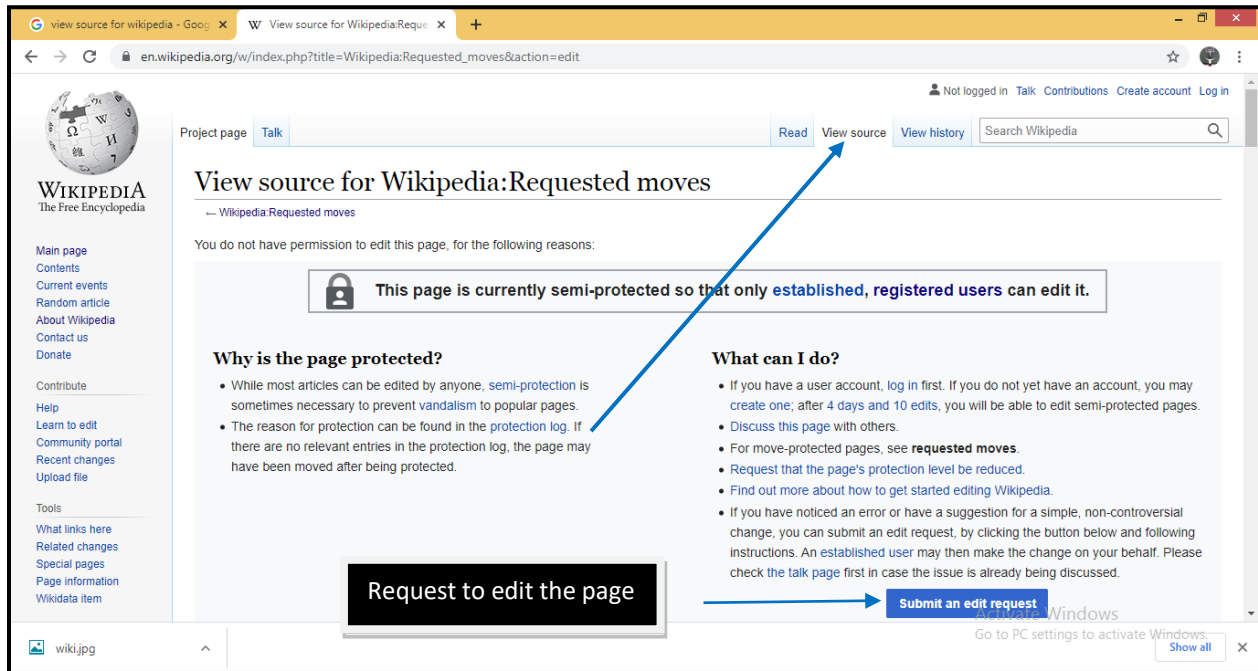 view source for wikipedia - Goog
View source for Wikipedia:Reque
en.wikipedia.org/w/index.php?title=Wikipedia:Requested_moves&action=edit
Not logged in Talk Contributions Create account Log in
Project page Talk
Read View source View history Search Wikipedia
WIKIPEDIA
The Free Encyclopedia
Main page
Contents
Current events
Random article
About Wikipedia
Contact us
Donate
Contribute
Help
Learn to edit
Community portal
Recent changes
Upload file
Tools
What links here
Related changes
Special pages
Page information
Wikidata item
View source for Wikipedia:Requested moves
← Wikipedia:Requested moves
You do not have permission to edit this page, for the following reasons:
This page is currently semi-protected so that only established, registered users can edit it.
Why is the page protected?
• While most articles can be edited by anyone, semi-protection is
sometimes necessary to prevent vandalism to popular pages.
• The reason for protection can be found in the protection log. If
there are no relevant entries in the protection log, the page may
have been moved after being protected.
What can I do?
• If you have a user account, log in first. If you do not yet have an account, you may
create one; after 4 days and 10 edits, you will be able to edit semi-protected pages.
• Discuss this page with others.
• For move-protected pages, see requested moves.
• Request that the page's protection level be reduced.
• Find out more about how to get started editing Wikipedia.
• If you have noticed an error or have a suggestion for a simple, non-controversial
change, you can submit an edit request, by clicking the button below and following
instructions. An established user may then make the change on your behalf. Please
check the talk page first in case the issue is already being discussed.
Request to edit the page
Submit an edit request
Activate Windows
Go to PC settings to activate Windows.
wiki.jpg
Show all